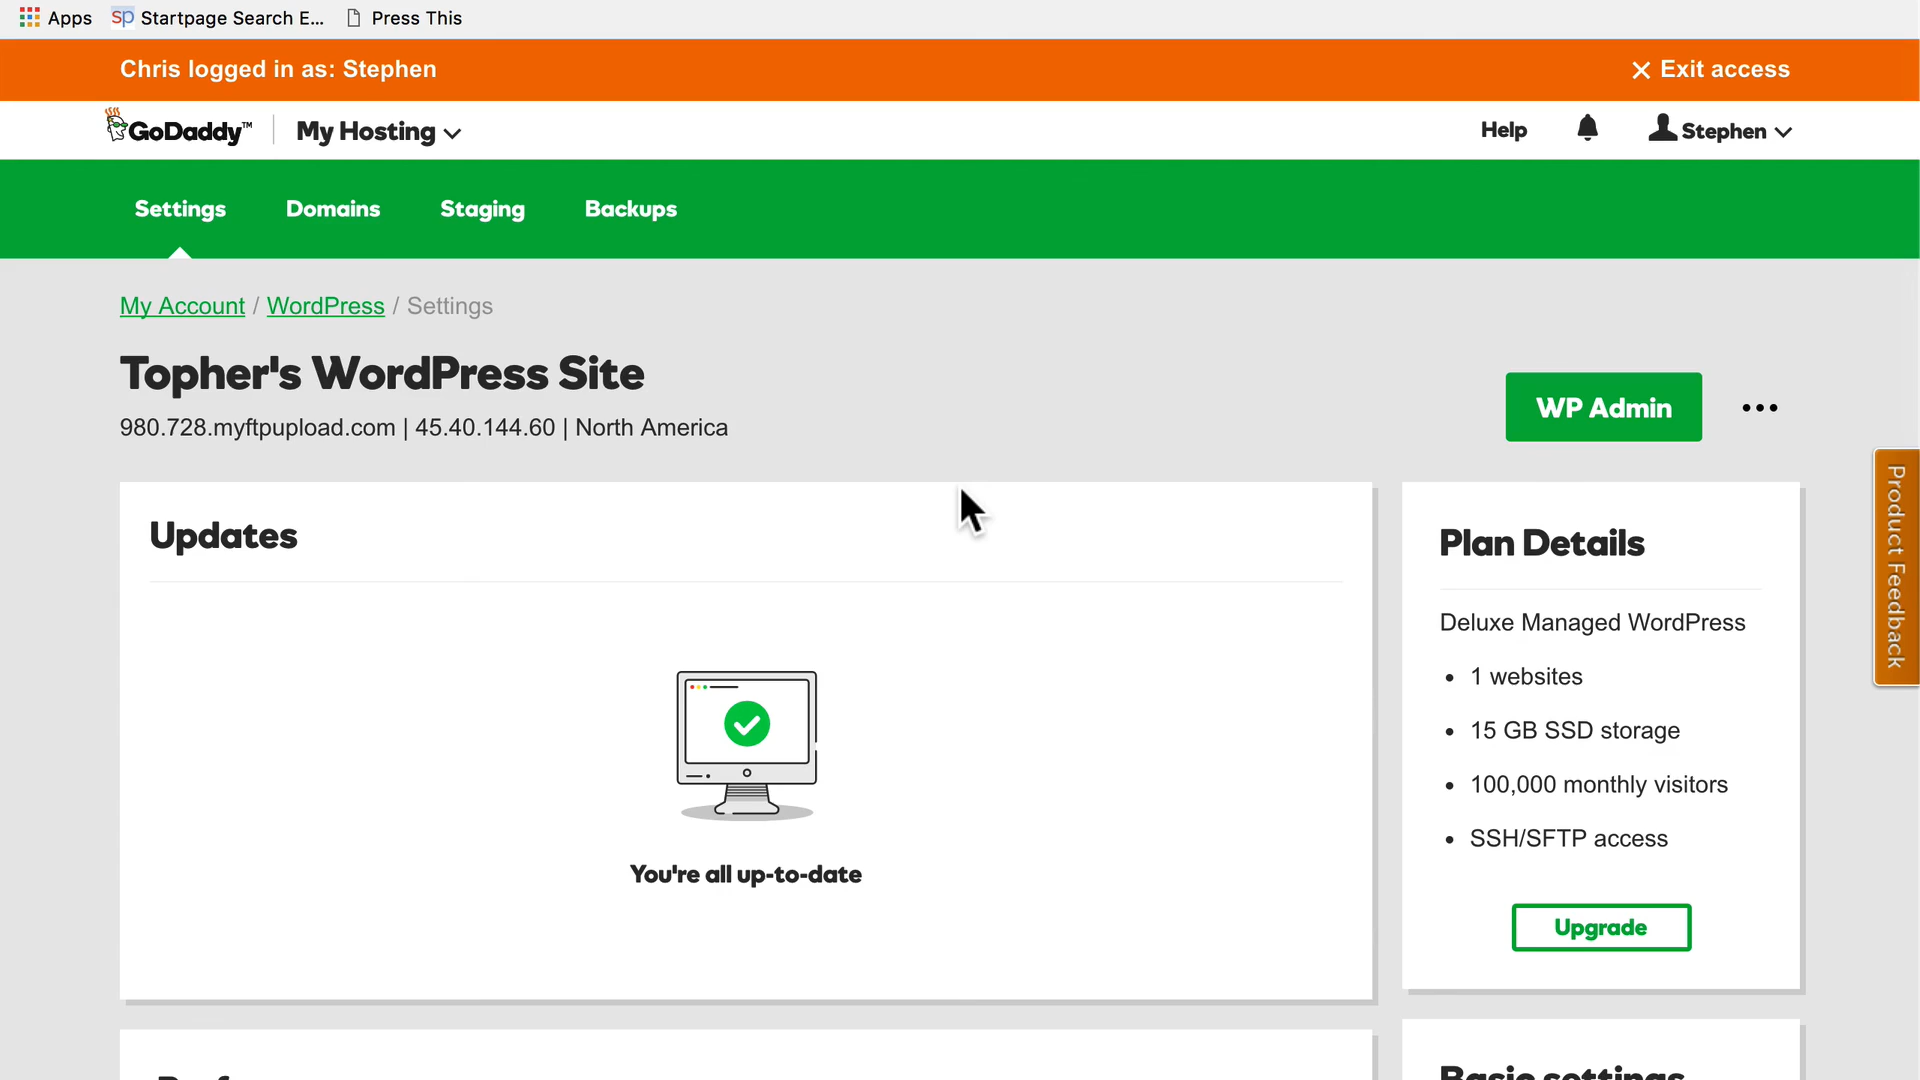 Apps
Startpage Search E...
Press This
Chris logged in as: Stephen
Exit access
GoDaddy™
My Hosting
Help
Stephen
Settings
Domains
Staging
Backups
My Account / WordPress / Settings
Topher's WordPress Site
980.728.myftpupload.com | 45.40.144.60 | North America
WP Admin
Product Feedback
Updates
You're all up-to-date
Plan Details
Deluxe Managed WordPress
• 1 websites
• 15 GB SSD storage
• 100,000 monthly visitors
• SSH/SFTP access
Upgrade
Basic settings